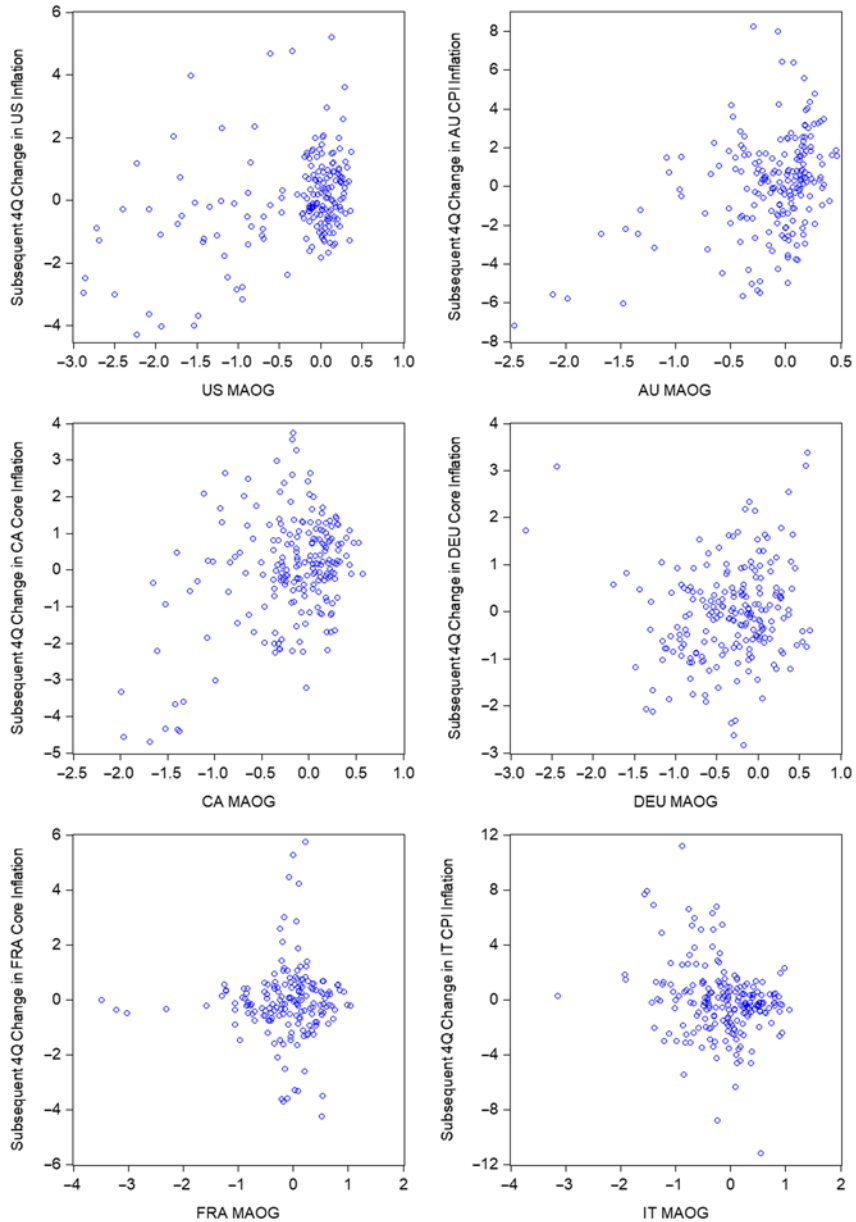 Subsequent 4Q Change in US Inflation
6
4
2
0
−2
−4
−3.0 −2.5 −2.0 −1.5 −1.0 −0.5 0.0 0.5 1.0
US MAOG
Subsequent 4Q Change in AU CPI Inflation
8
6
4
2
0
−2
−4
−6
−8
−2.5 −2.0 −1.5 −1.0 −0.5 0.0 0.5
AU MAOG
Subsequent 4Q Change in CA Core Inflation
4
3
2
1
0
−1
−2
−3
−4
−5
−2.5 −2.0 −1.5 −1.0 −0.5 0.0 0.5 1.0
CA MAOG
Subsequent 4Q Change in DEU Core Inflation
4
3
2
1
0
−1
−2
−3
−3.0 −2.5 −2.0 −1.5 −1.0 −0.5 0.0 0.5 1.0
DEU MAOG
Subsequent 4Q Change in FRA Core Inflation
6
4
2
0
−2
−4
−6
−4 −3 −2 −1 0 1 2
FRA MAOG
Subsequent 4Q Change in IT CPI Inflation
12
8
4
0
−4
−8
−12
−4 −3 −2 −1 0 1 2
IT MAOG